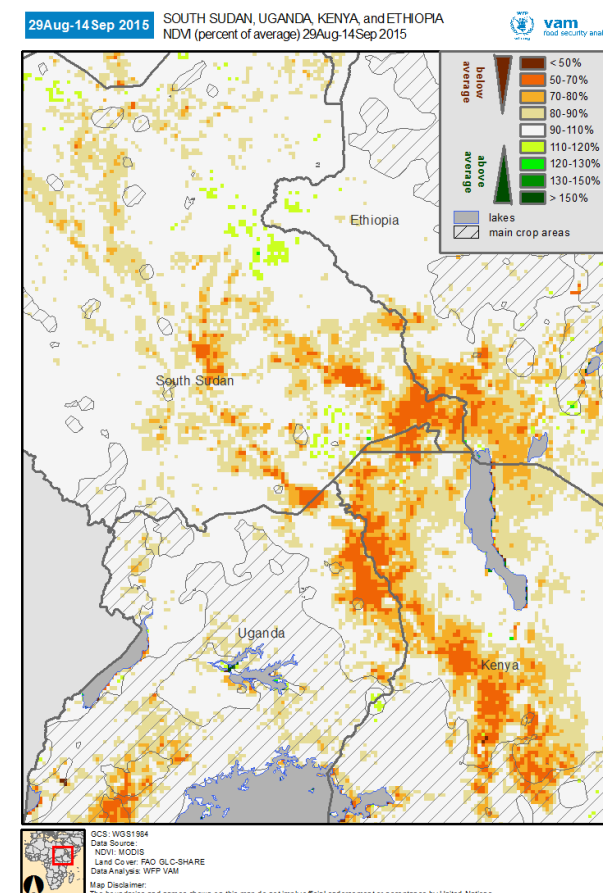 29Aug-14Sep 2015
SOUTH SUDAN, UGANDA, KENYA, and ETHIOPIA
NDVI (percent of average) 29Aug-14Sep 2015
WFP
vam
food security anal
below average
above average
< 50%
50-70%
70-80%
80-90%
90-110%
110-120%
120-130%
130-150%
> 150%
lakes
main crop areas
Ethiopia
South Sudan
Uganda
Kenya
GCS: WGS1984
Data Source:
NDVI: MODIS
Land Cover: FAO GLC-SHARE
Data Analysis: WFP VAM
Map Disclaimer: